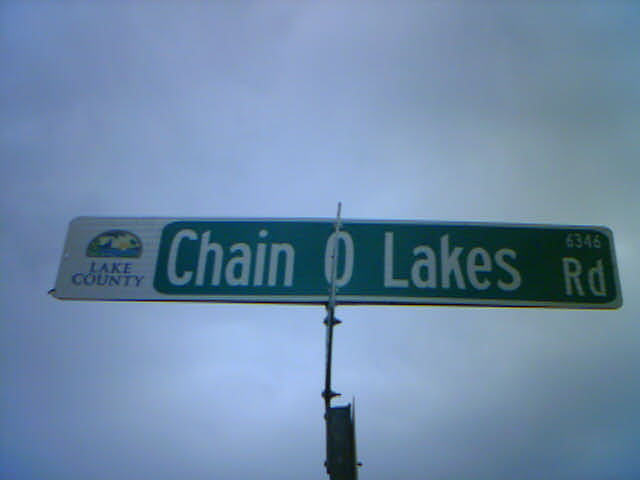 LAKE
COUNTY
Chain O Lakes Rd
6346